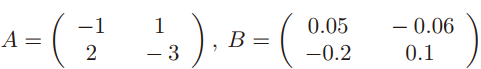 A = ( −1 1 2 − 3 ) , B = ( 0.05 − 0.06 −0.2 0.1 )